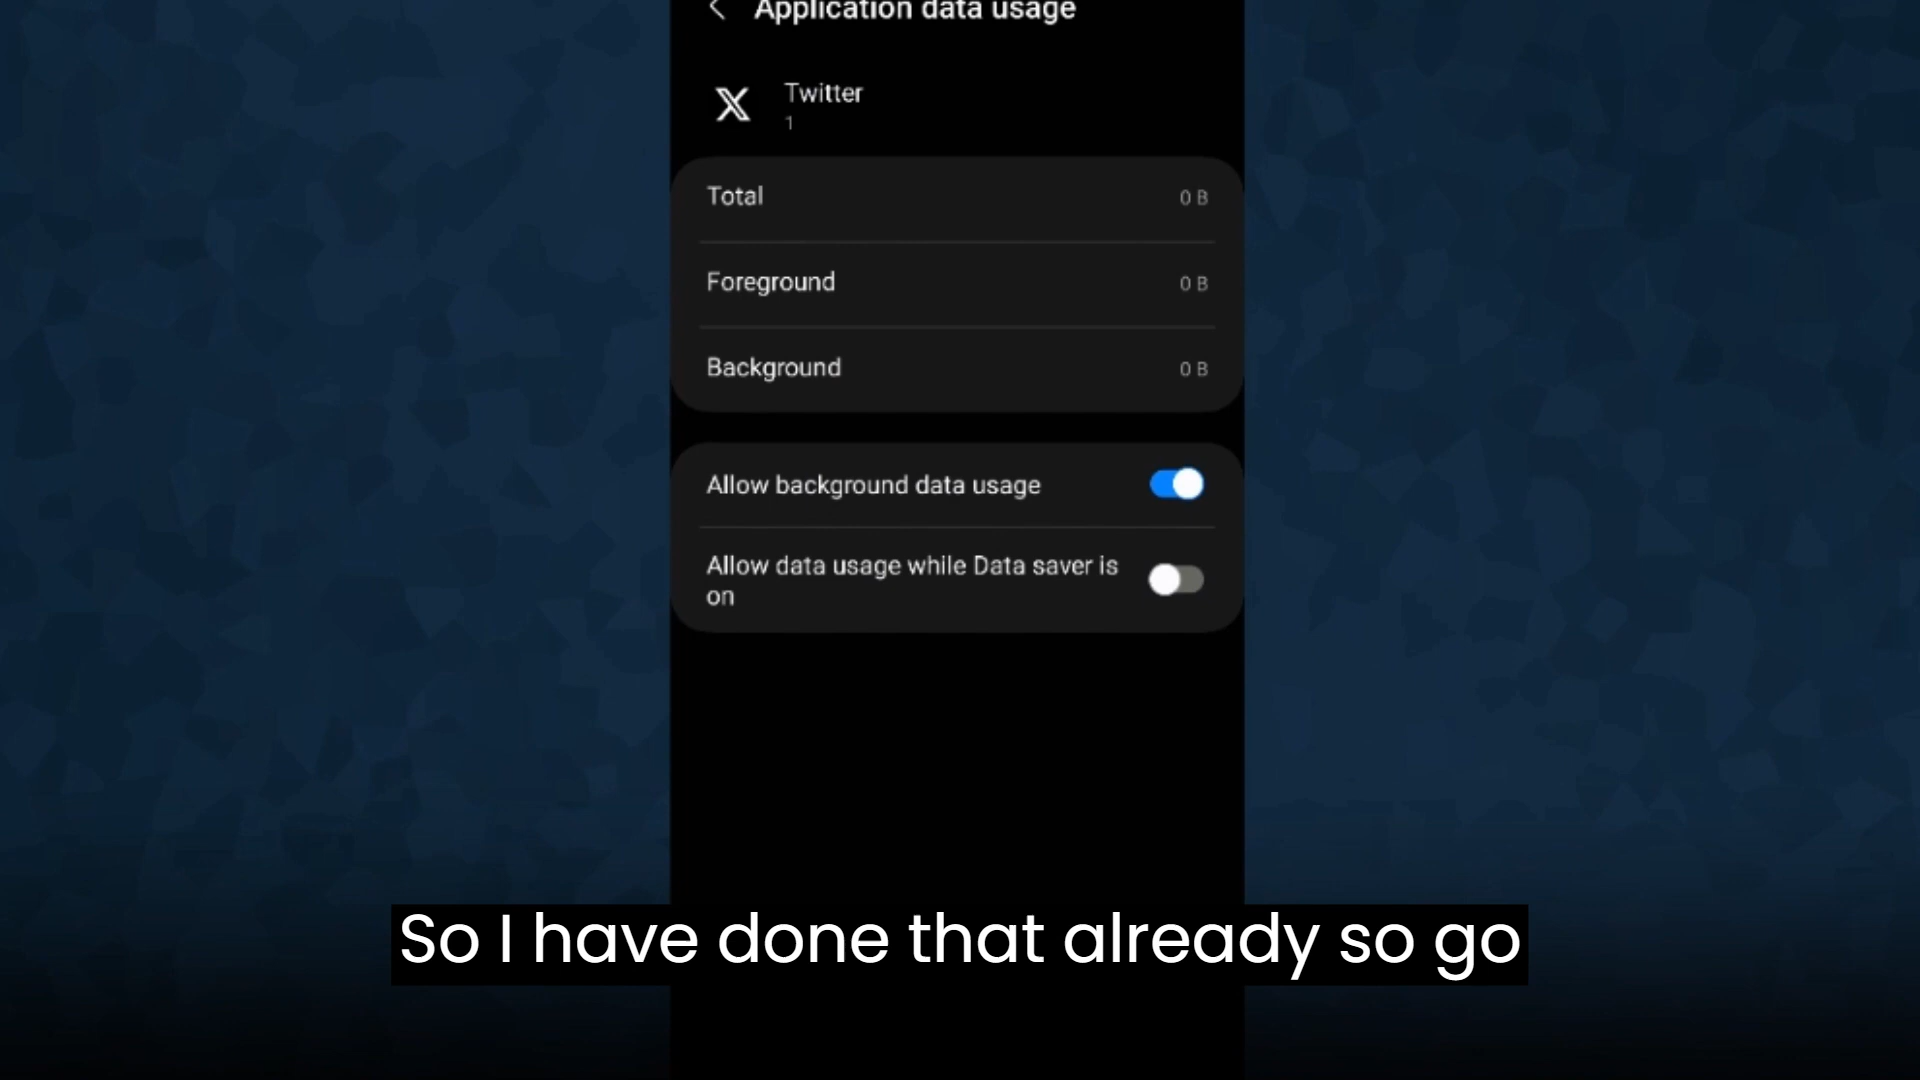 Application data usage
Twitter
1
Total 0 B
Foreground 0 B
Background 0 B
Allow background data usage
Allow data usage while Data saver is
on
So I have done that already so go